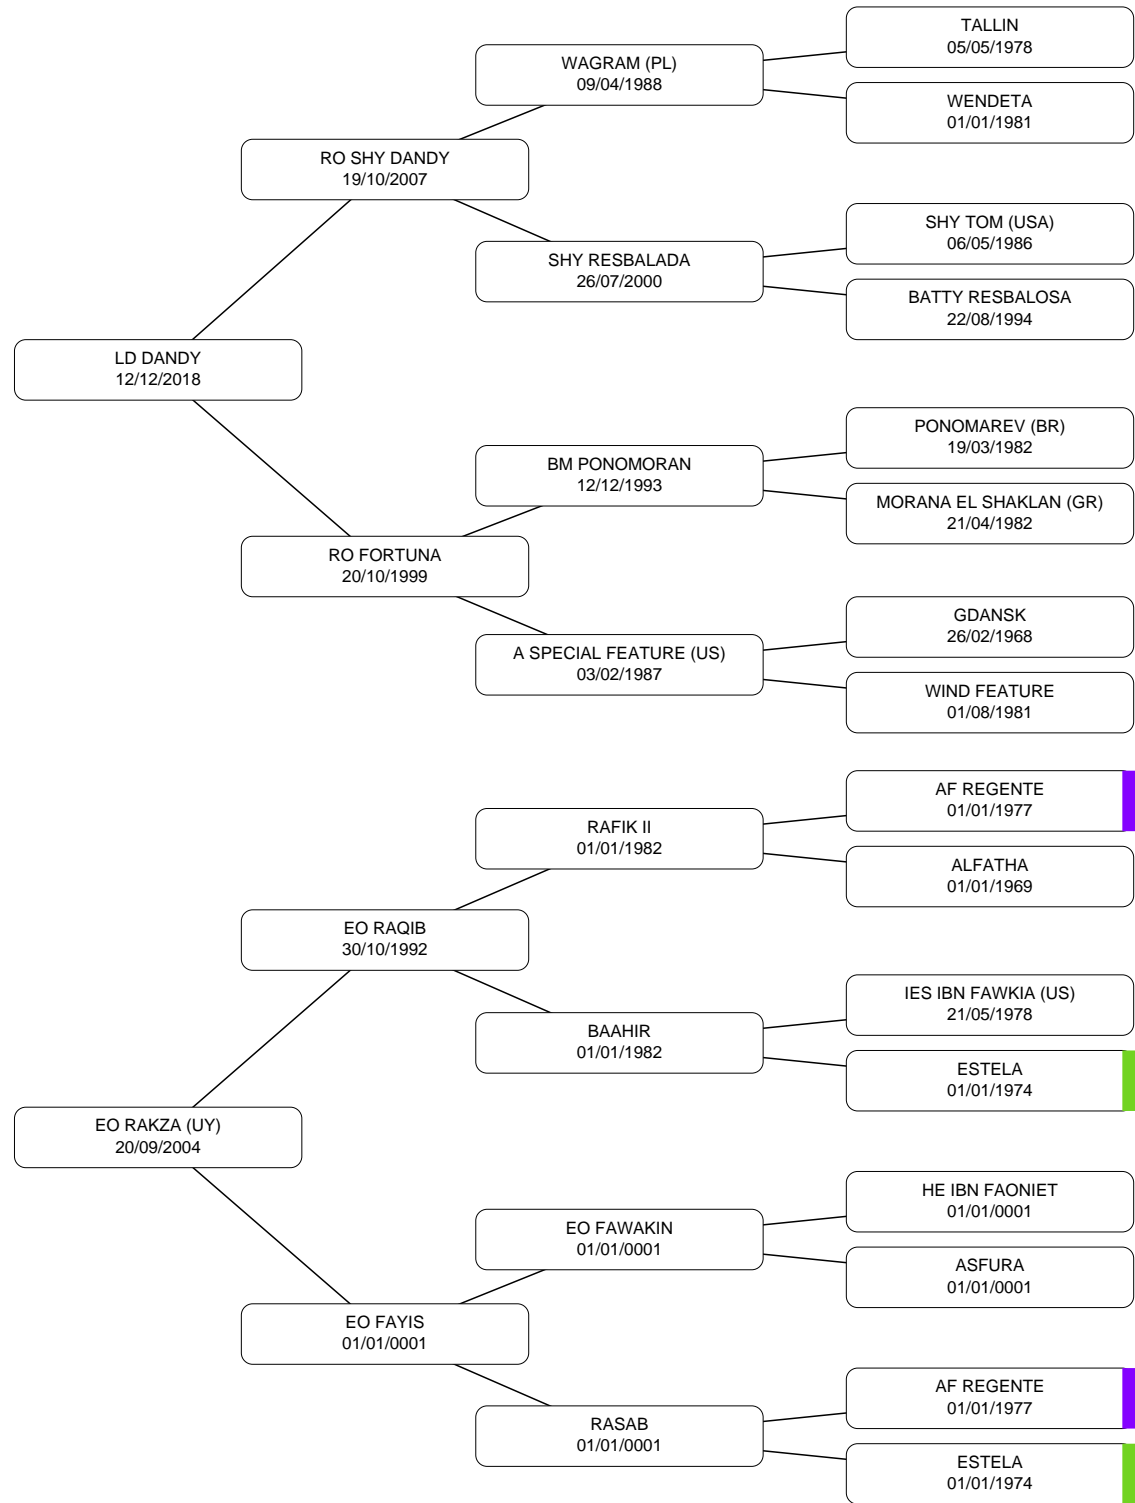 TALLIN
05/05/1978
WAGRAM (PL)
09/04/1988
WENDETA
01/01/1981
RO SHY DANDY
19/10/2007
SHY TOM (USA)
06/05/1986
SHY RESBALADA
26/07/2000
BATTY RESBALOSA
22/08/1994
LD DANDY
12/12/2018
PONOMAREV (BR)
19/03/1982
BM PONOMORAN
12/12/1993
MORANA EL SHAKLAN (GR)
21/04/1982
RO FORTUNA
20/10/1999
GDANSK
26/02/1968
A SPECIAL FEATURE (US)
03/02/1987
WIND FEATURE
01/08/1981
AF REGENTE
01/01/1977
RAFIK II
01/01/1982
ALFATHA
01/01/1969
EO RAQIB
30/10/1992
IES IBN FAWKIA (US)
21/05/1978
BAAHIR
01/01/1982
ESTELA
01/01/1974
EO RAKZA (UY)
20/09/2004
HE IBN FAONIET
01/01/0001
EO FAWAKIN
01/01/0001
ASFURA
01/01/0001
EO FAYIS
01/01/0001
AF REGENTE
01/01/1977
RASAB
01/01/0001
ESTELA
01/01/1974